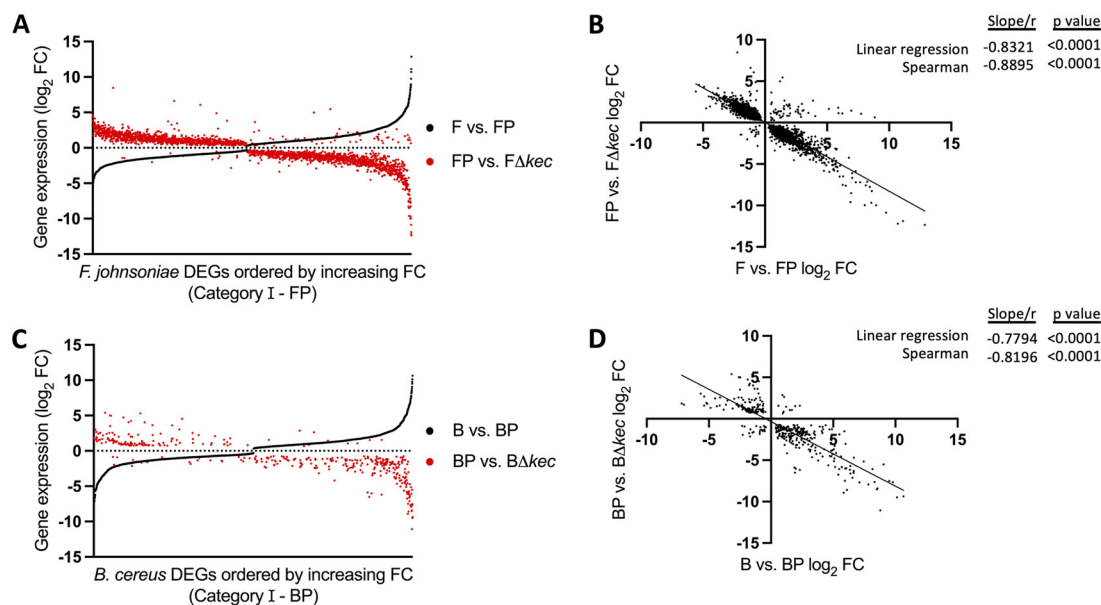 A
15
10
5
0
-5
-10
-15
Gene expression (log2 FC)
F vs. FP
FP vs. FΔkec
F. johnsoniae DEGs ordered by increasing FC
(Category I - FP)
B
Slope/r p value
Linear regression -0.8321 <0.0001
Spearman -0.8895 <0.0001
10
5
-5
-10
-15
-10 -5 5 10 15
FP vs. FΔkec log2 FC
F vs. FP log2 FC
C
15
10
5
0
-5
-10
-15
Gene expression (log2 FC)
B vs. BP
BP vs. BΔkec
B. cereus DEGs ordered by increasing FC
(Category I - BP)
D
Slope/r p value
Linear regression -0.7794 <0.0001
Spearman -0.8196 <0.0001
10
5
-5
-10
-15
-10 -5 5 10 15
BP vs. BΔkec log2 FC
B vs. BP log2 FC